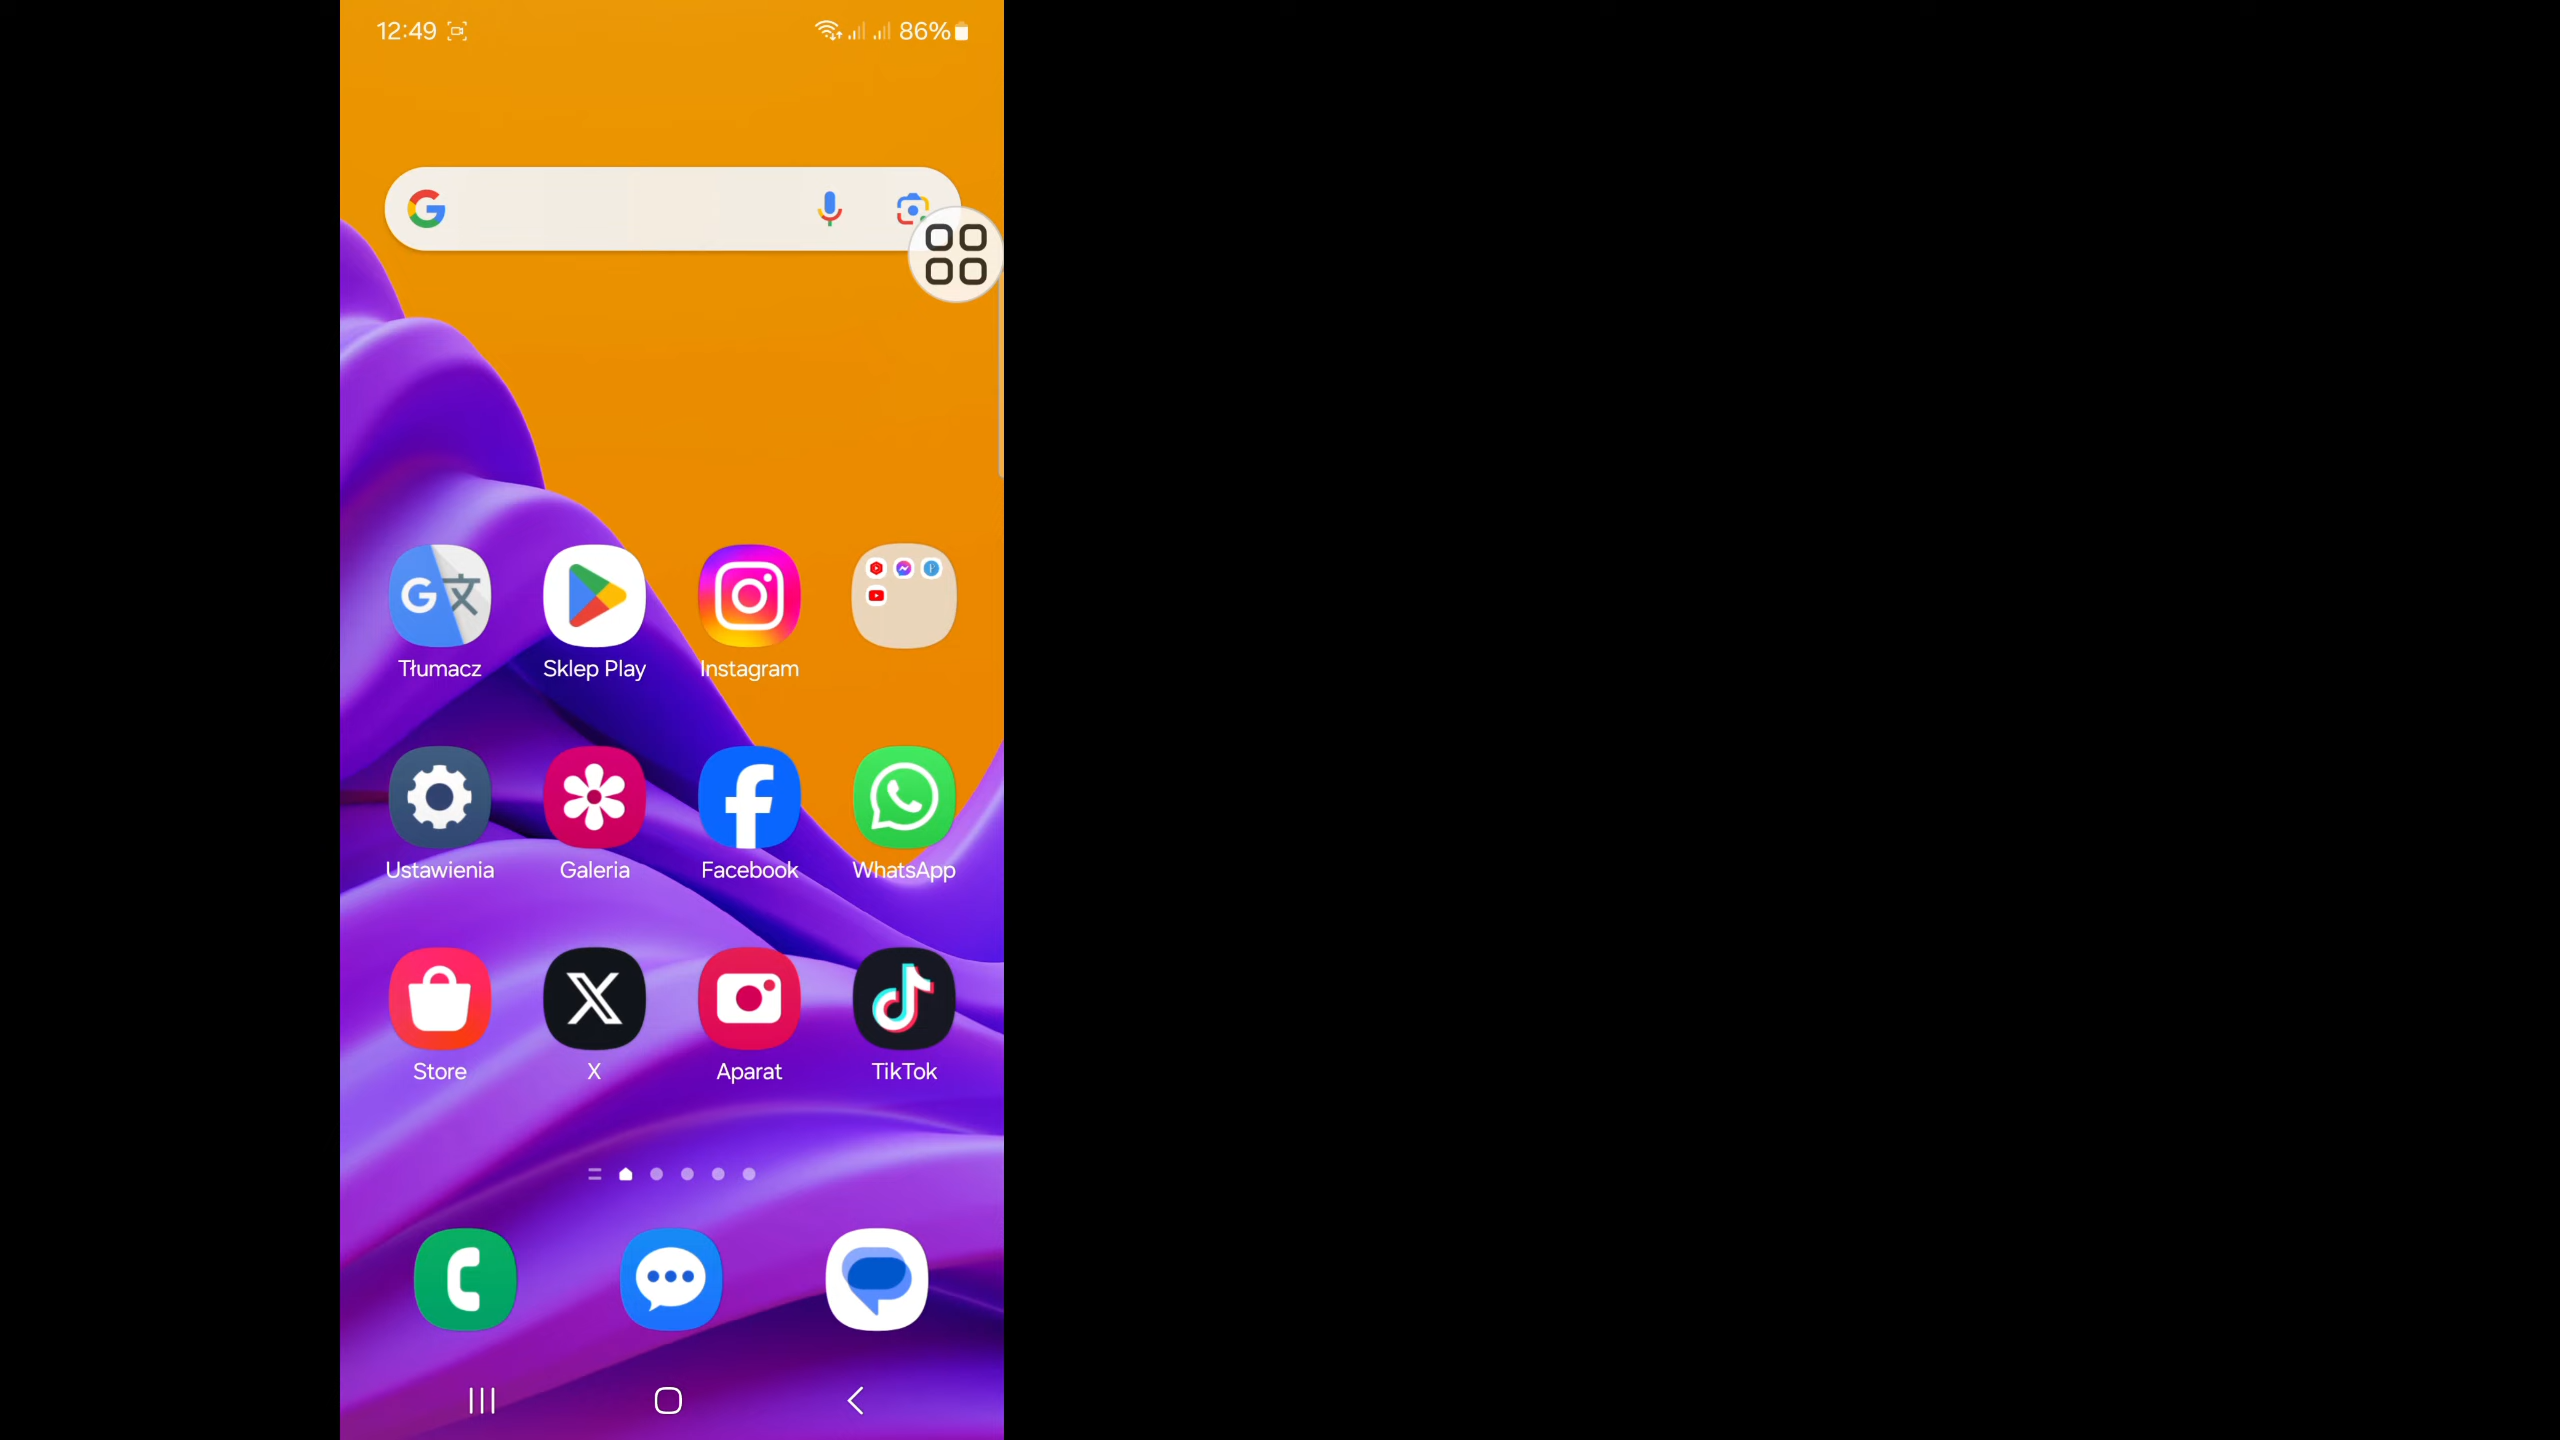 12:49 86%
Tłumacz Sklep Play Instagram
Ustawienia Galeria Facebook WhatsApp
Store X Aparat TikTok